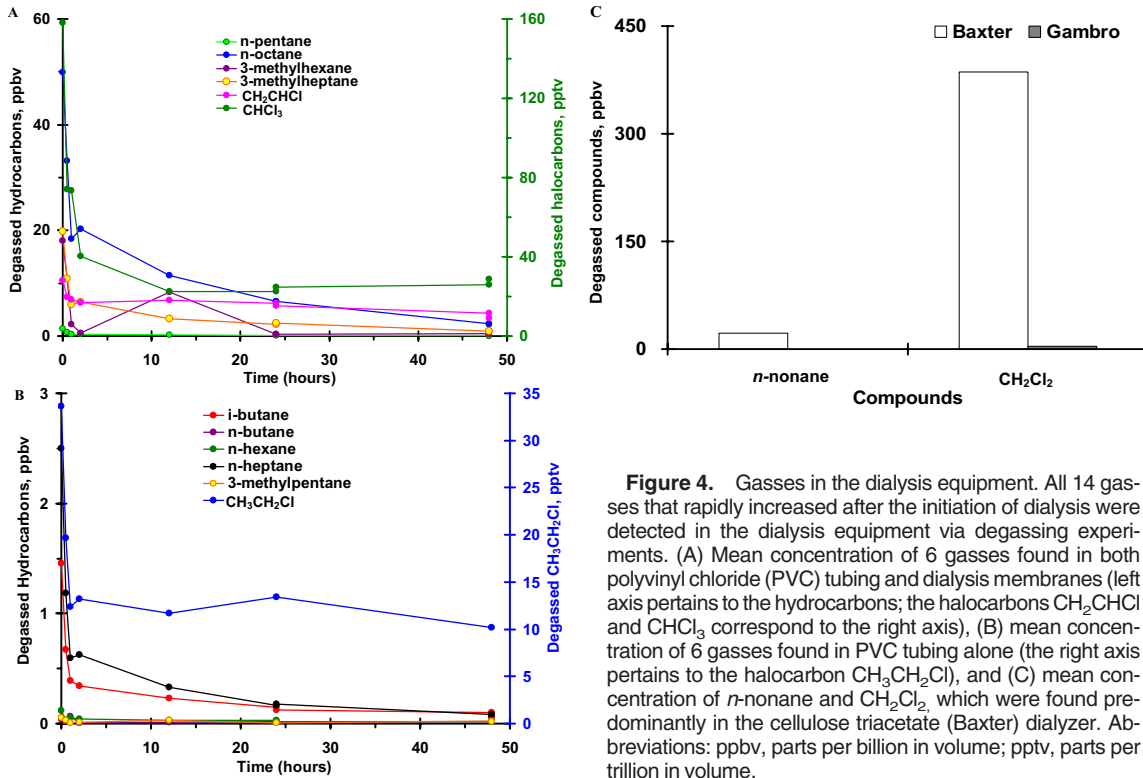 A
60
40
20
0
Degassed hydrocarbons, ppbv
n-pentane
n-octane
3-methylhexane
3-methylheptane
CH₂CHCl
CHCl₃
160
120
80
40
0
Degassed halocarbons, pptv
0 10 20 30 40 50
Time (hours)
B
3
2
1
0
Degassed Hydrocarbons, ppbv
i-butane
n-butane
n-hexane
n-heptane
3-methylpentane
CH₃CH₂Cl
35
30
25
20
15
10
5
0
Degassed CH₃CH₂Cl, pptv
0 10 20 30 40 50
Time (hours)
C
450
300
150
0
Degassed compounds, ppbv
Baxter Gambro
n-nonane CH₂Cl₂
Compounds
Figure 4. Gasses in the dialysis equipment. All 14 gas-
ses that rapidly increased after the initiation of dialysis were
detected in the dialysis equipment via degassing experi-
ments. (A) Mean concentration of 6 gasses found in both
polyvinyl chloride (PVC) tubing and dialysis membranes (left
axis pertains to the hydrocarbons; the halocarbons CH₂CHCl
and CHCl₃ correspond to the right axis), (B) mean concen-
tration of 6 gasses found in PVC tubing alone (the right axis
pertains to the halocarbon CH₃CH₂Cl), and (C) mean con-
centration of n-nonane and CH₂Cl₂, which were found pre-
dominantly in the cellulose triacetate (Baxter) dialyzer. Ab-
breviations: ppbv, parts per billion in volume; pptv, parts per
trillion in volume.